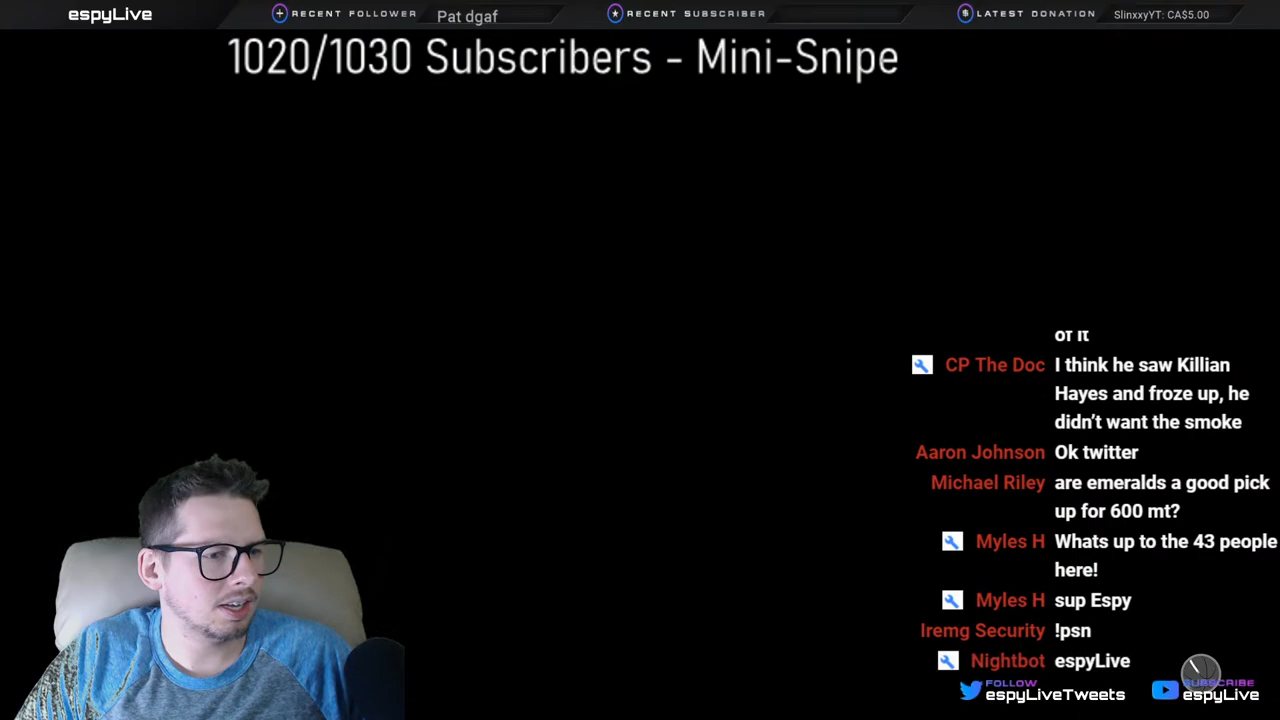 espyLive
RECENT FOLLOWER
Pat dgaf
RECENT SUBSCRIBER
LATEST DONATION
SlinxxyYT: CA$5.00
1020/1030 Subscribers - Mini-Snipe
of it
CP The Doc I think he saw Killian
Hayes and froze up, he
didn't want the smoke
Aaron Johnson Ok twitter
Michael Riley are emeralds a good pick
up for 600 mt?
Myles H Whats up to the 43 people
here!
Myles H sup Espy
Iremg Security !psn
Nightbot espyLive
FOLLOW
espyLiveTweets
SUBSCRIBE
espyLive